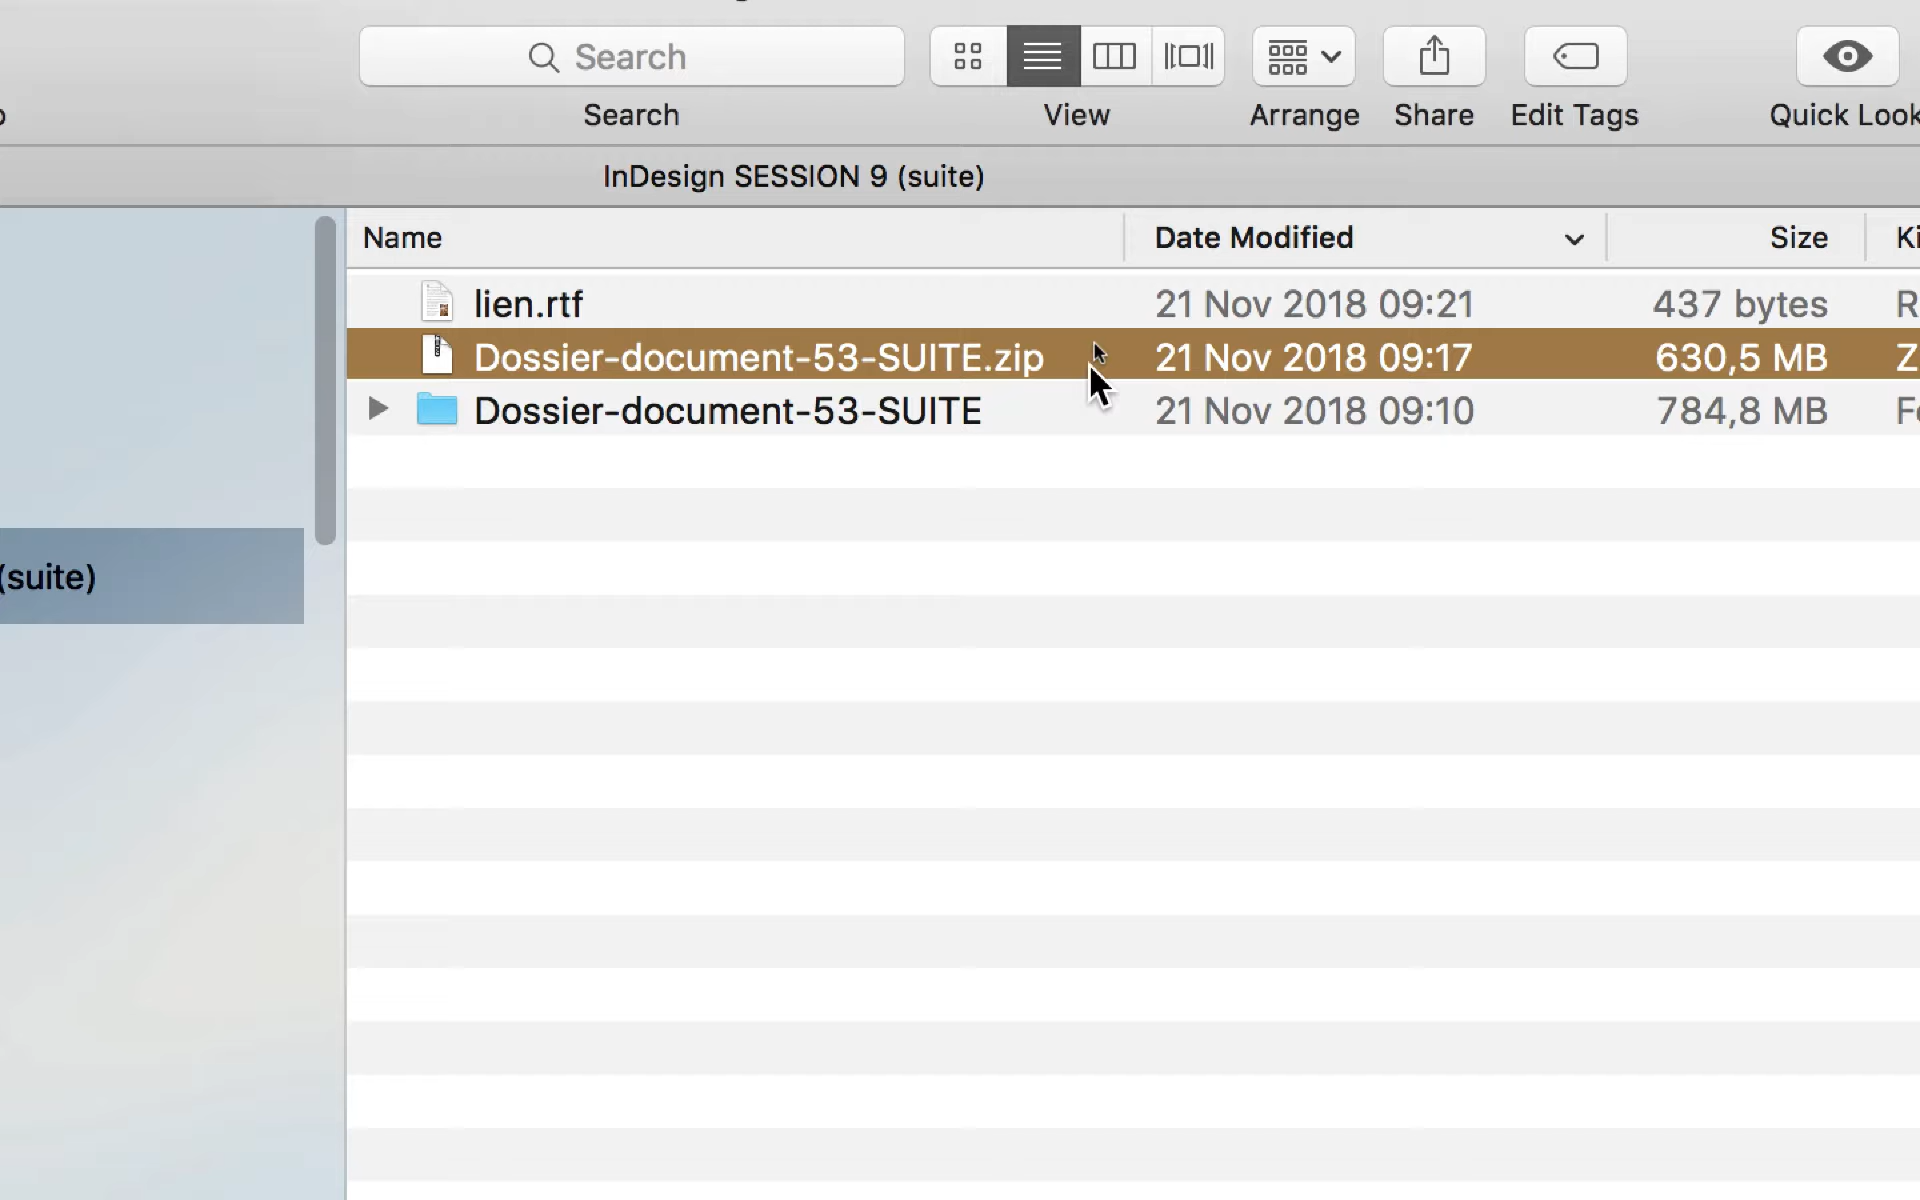 Search
Search
View
Arrange
Share
Edit Tags
Quick Look
InDesign SESSION 9 (suite)
(suite)
Name
Date Modified
Size
Ki
lien.rtf
21 Nov 2018 09:21
437 bytes
R
Dossier-document-53-SUITE.zip
21 Nov 2018 09:17
630,5 MB
Z
Dossier-document-53-SUITE
21 Nov 2018 09:10
784,8 MB
Fo